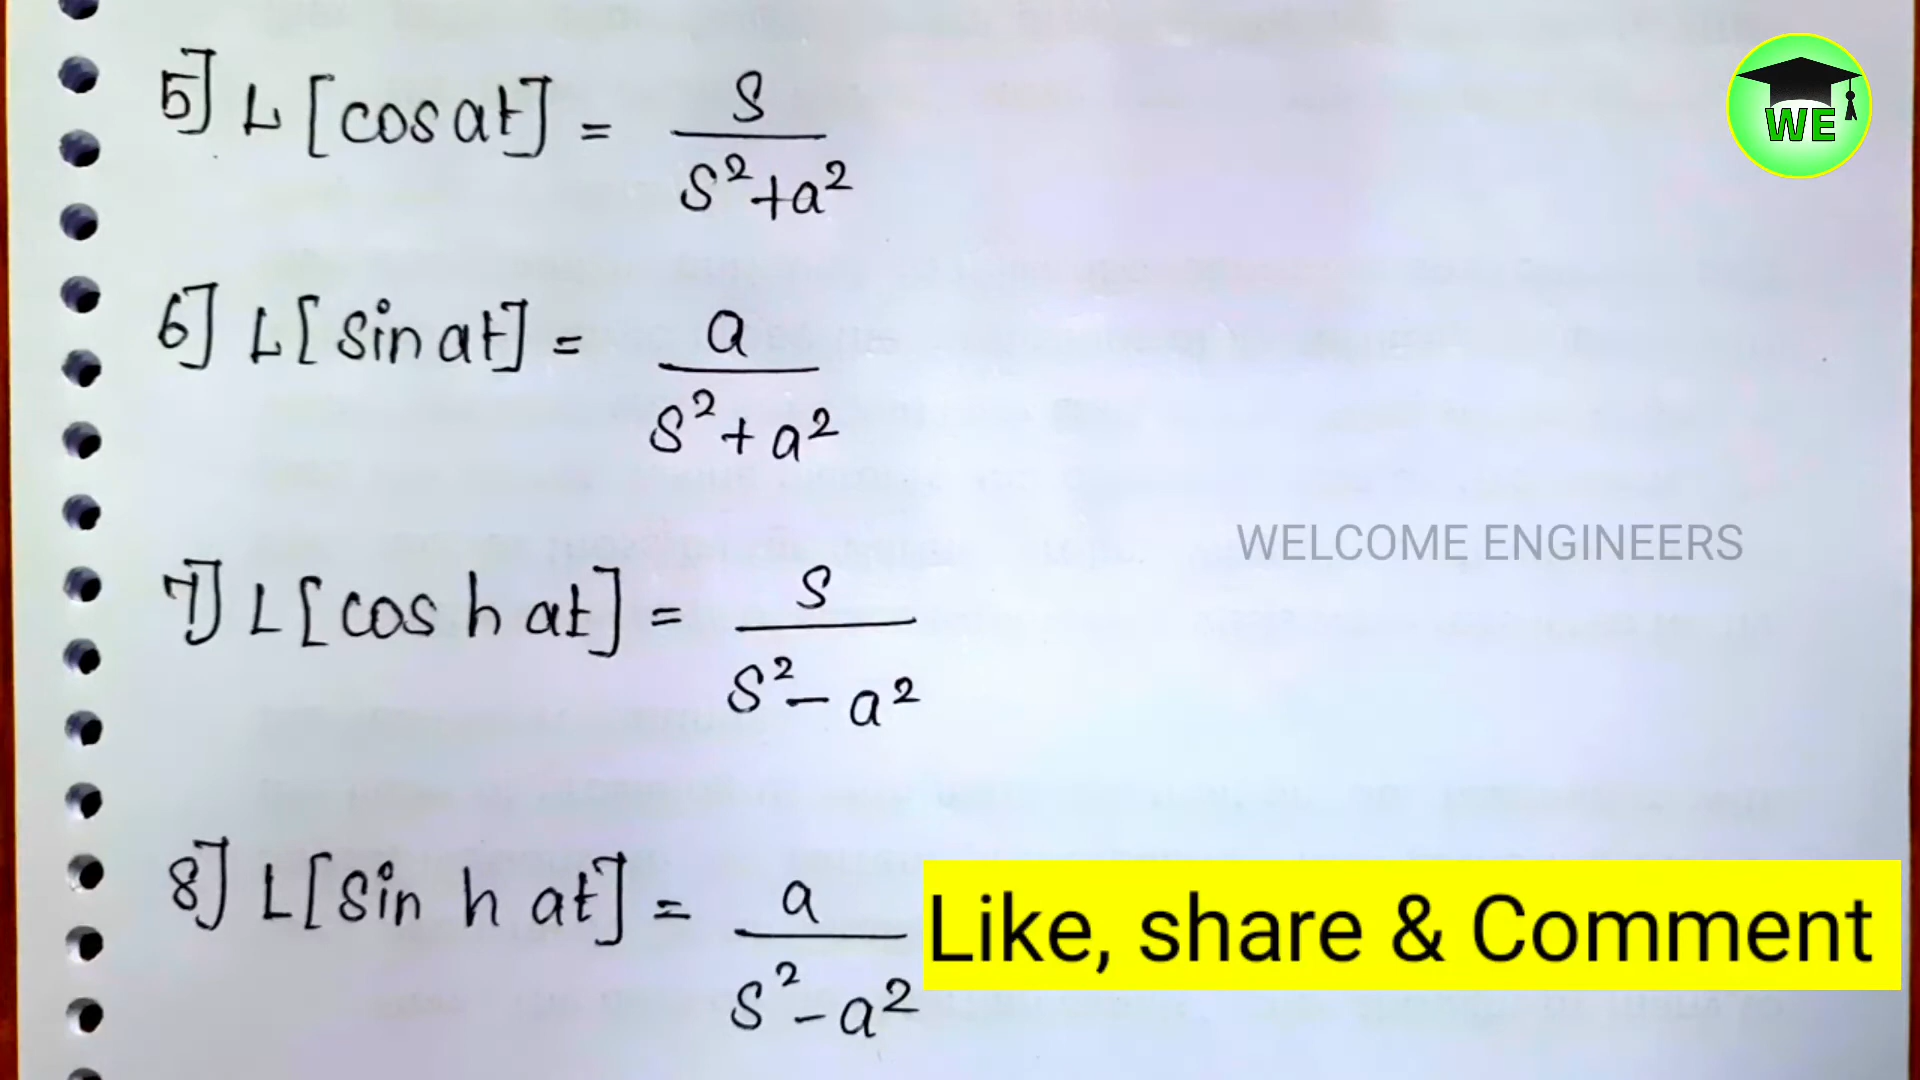 5] L [cos at] = s / s²+a²
WE
6] L[sin at] = a / s²+a²
WELCOME ENGINEERS
7] L[cos h at] = s / s²-a²
8] L[sin h at] = a / s²-a²
Like, share & Comment